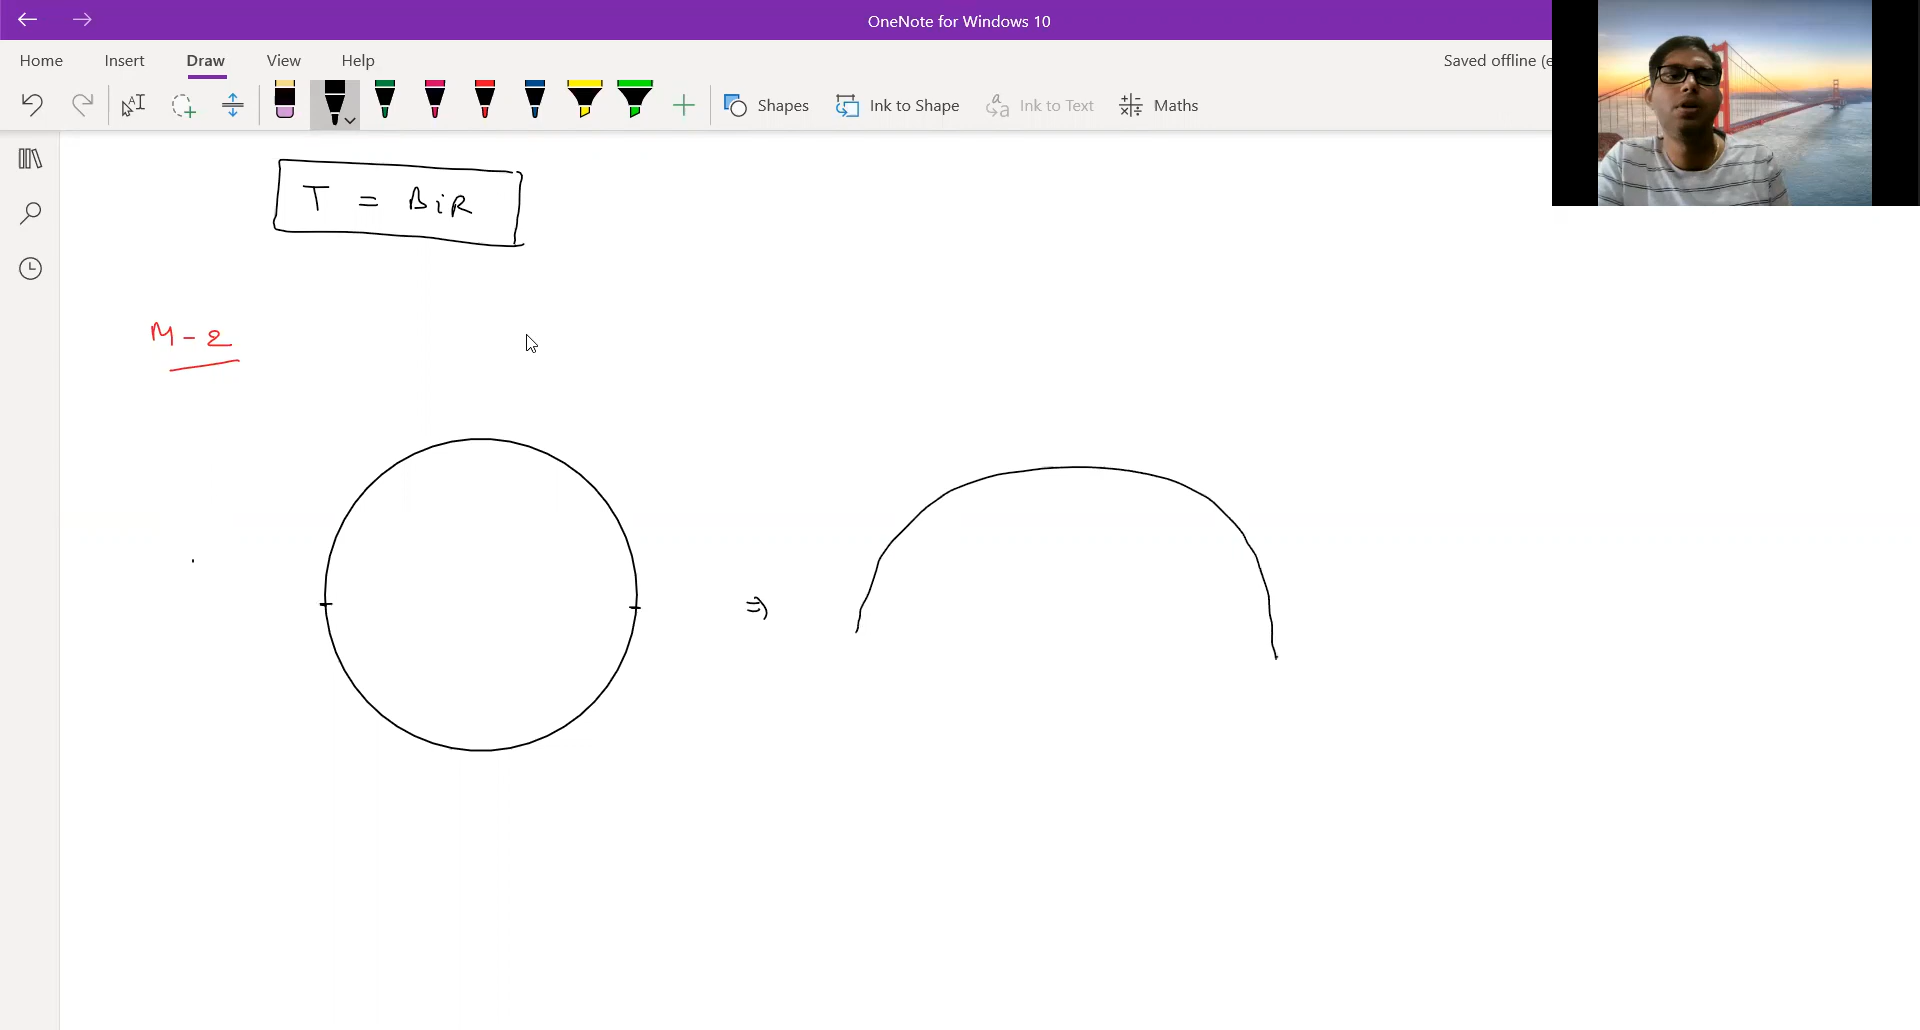 OneNote for Windows 10
Home Insert Draw View Help Saved offline (e
Shapes Ink to Shape Ink to Text Maths
T = BiR
M - 2
⇒